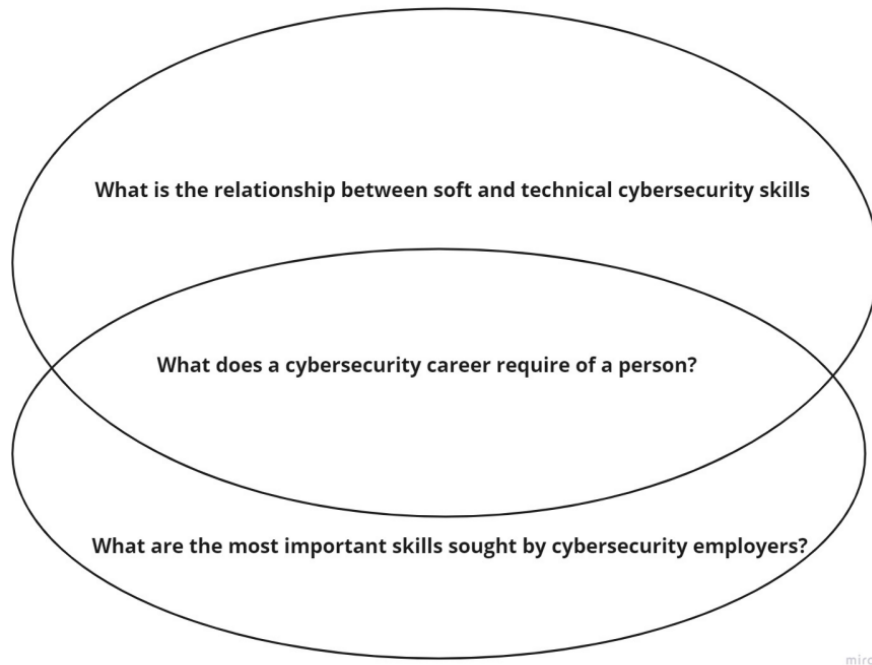 What is the relationship between soft and technical cybersecurity skills
What does a cybersecurity career require of a person?
What are the most important skills sought by cybersecurity employers?